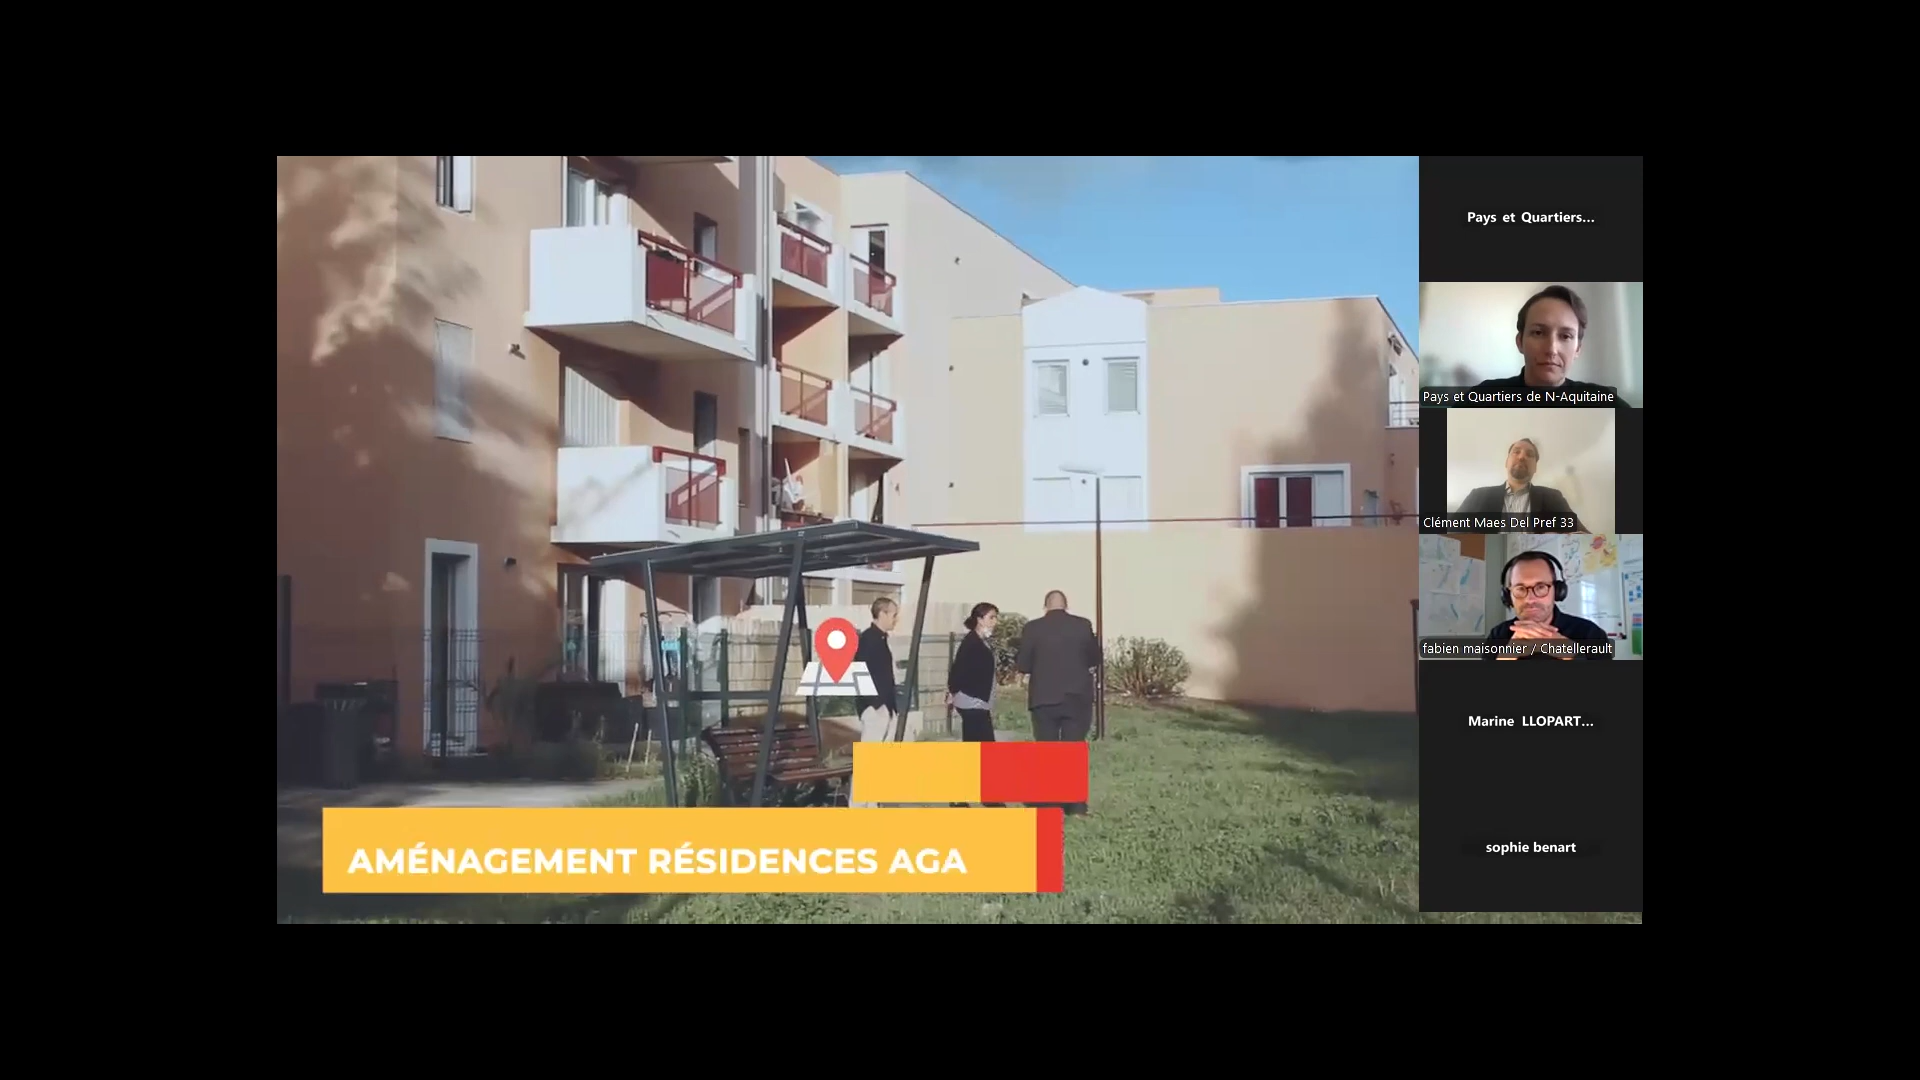 AMÉNAGEMENT RÉSIDENCES AGA
Pays et Quartiers...
Pays et Quartiers de N-Aquitaine
Clément Maes Del Pref 33
fabien maisonnier / Chatellerault
Marine LLOPART...
sophie benart